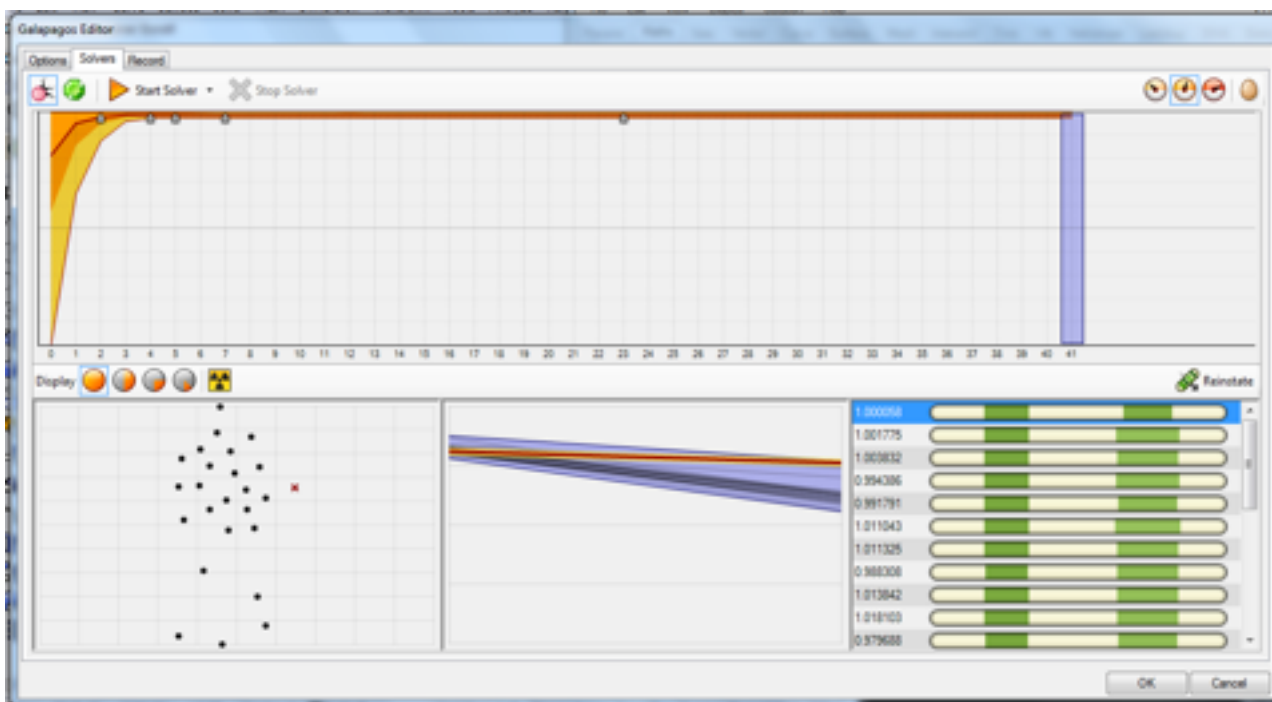 Galapagos Editor
Options Solvers Record
Start Solver Stop Solver
0 1 2 3 4 5 6 7 8 9 10 11 12 13 14 15 16 17 18 19 20 21 22 23 24 25 26 27 28 29 30 31 32 33 34 35 36 37 38 39 40 41
Display Reinstate
1.000058
1.001775
1.003832
0.994386
0.991791
1.011043
1.011325
0.988308
1.013842
1.018103
0.979688
OK Cancel